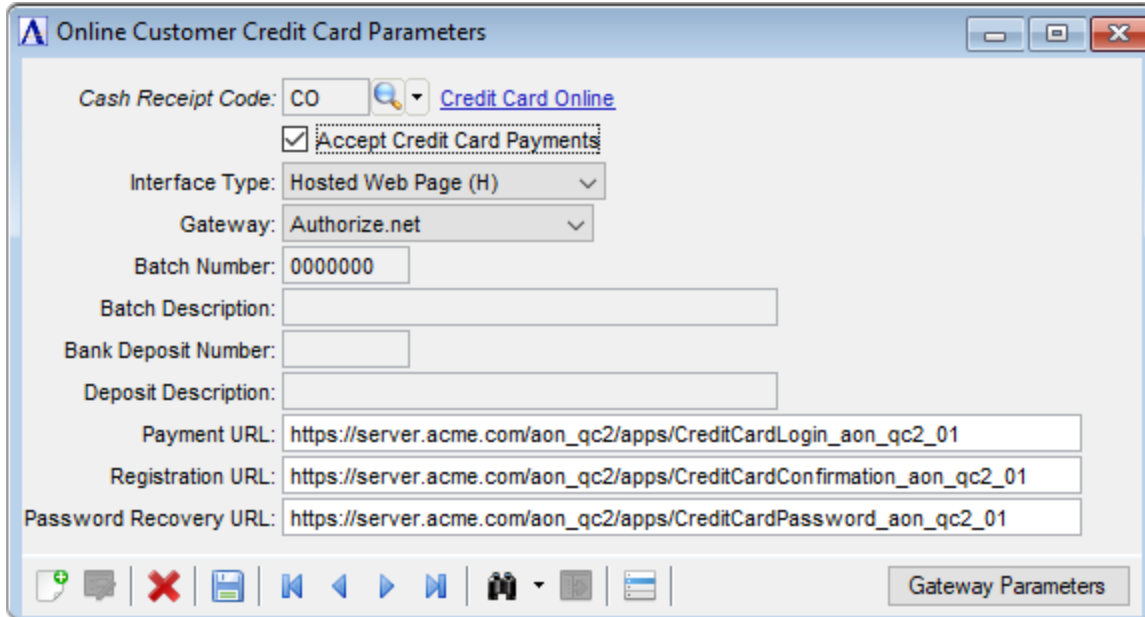 Online Customer Credit Card Parameters
Cash Receipt Code: CO Credit Card Online
Accept Credit Card Payments
Interface Type: Hosted Web Page (H)
Gateway: Authorize.net
Batch Number: 0000000
Batch Description:
Bank Deposit Number:
Deposit Description:
Payment URL: https://server.acme.com/aon_qc2/apps/CreditCardLogin_aon_qc2_01
Registration URL: https://server.acme.com/aon_qc2/apps/CreditCardConfirmation_aon_qc2_01
Password Recovery URL: https://server.acme.com/aon_qc2/apps/CreditCardPassword_aon_qc2_01
Gateway Parameters